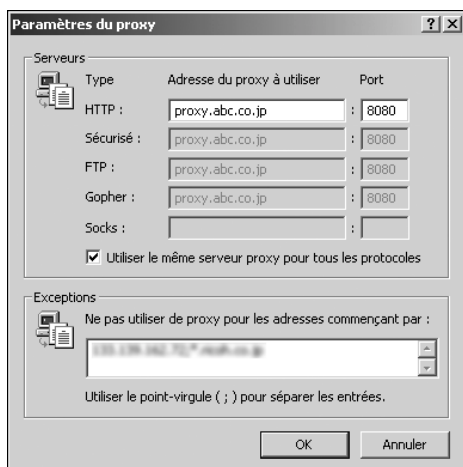 Paramètres du proxy
Serveurs
Type Adresse du proxy à utiliser Port
HTTP : proxy.abc.co.jp : 8080
Sécurisé : proxy.abc.co.jp : 8080
FTP : proxy.abc.co.jp : 8080
Gopher : proxy.abc.co.jp : 8080
Socks : :
Utiliser le même serveur proxy pour tous les protocoles
Exceptions
Ne pas utiliser de proxy pour les adresses commençant par :
Utiliser le point-virgule ( ; ) pour séparer les entrées.
OK Annuler